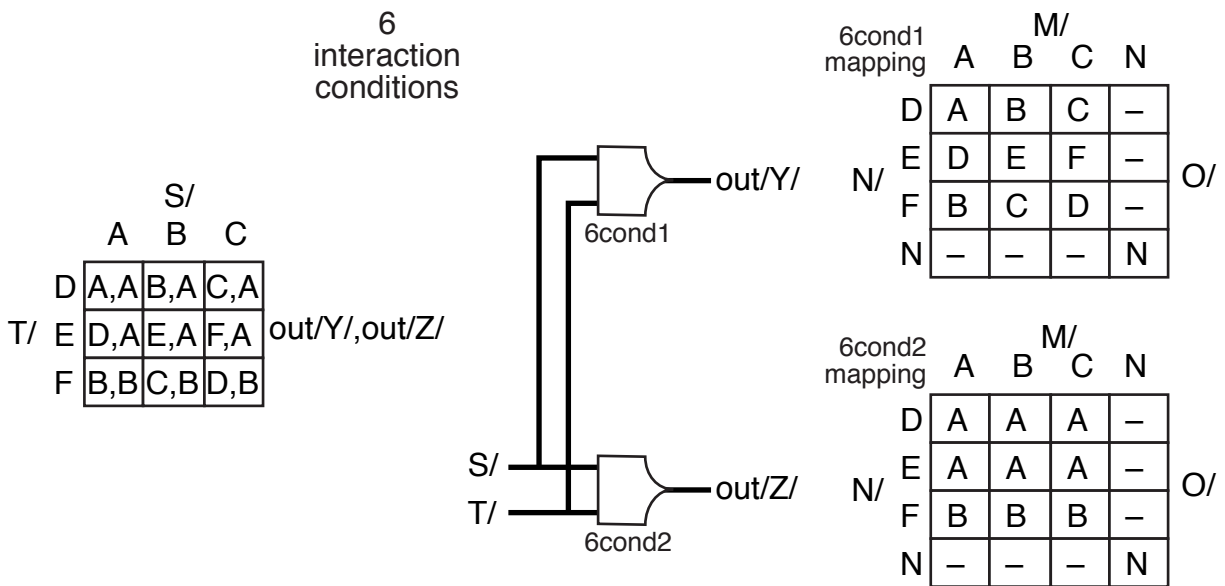 6
interaction
conditions
S/
A B C
D A,A B,A C,A
T/ E D,A E,A F,A out/Y/,out/Z/
F B,B C,B D,B
out/Y/
6cond1
S/
T/
out/Z/
6cond2
6cond1
mapping
M/
A B C N
D A B C –
N/ E D E F – O/
F B C D –
N – – – N
6cond2
mapping
M/
A B C N
D A A A –
N/ E A A A – O/
F B B B –
N – – – N